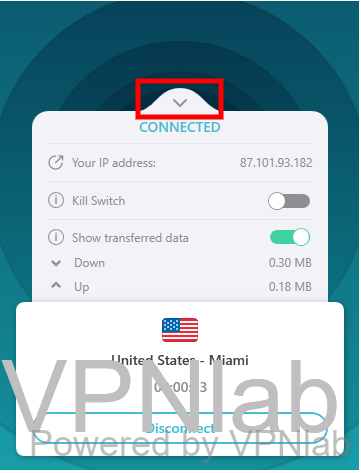 CONNECTED
Your IP address: 87.101.93.182
Kill Switch
Show transferred data
Down 0.30 MB
Up 0.18 MB
United States - Miami
VPNlab
Disconnect
Powered by VPNlab